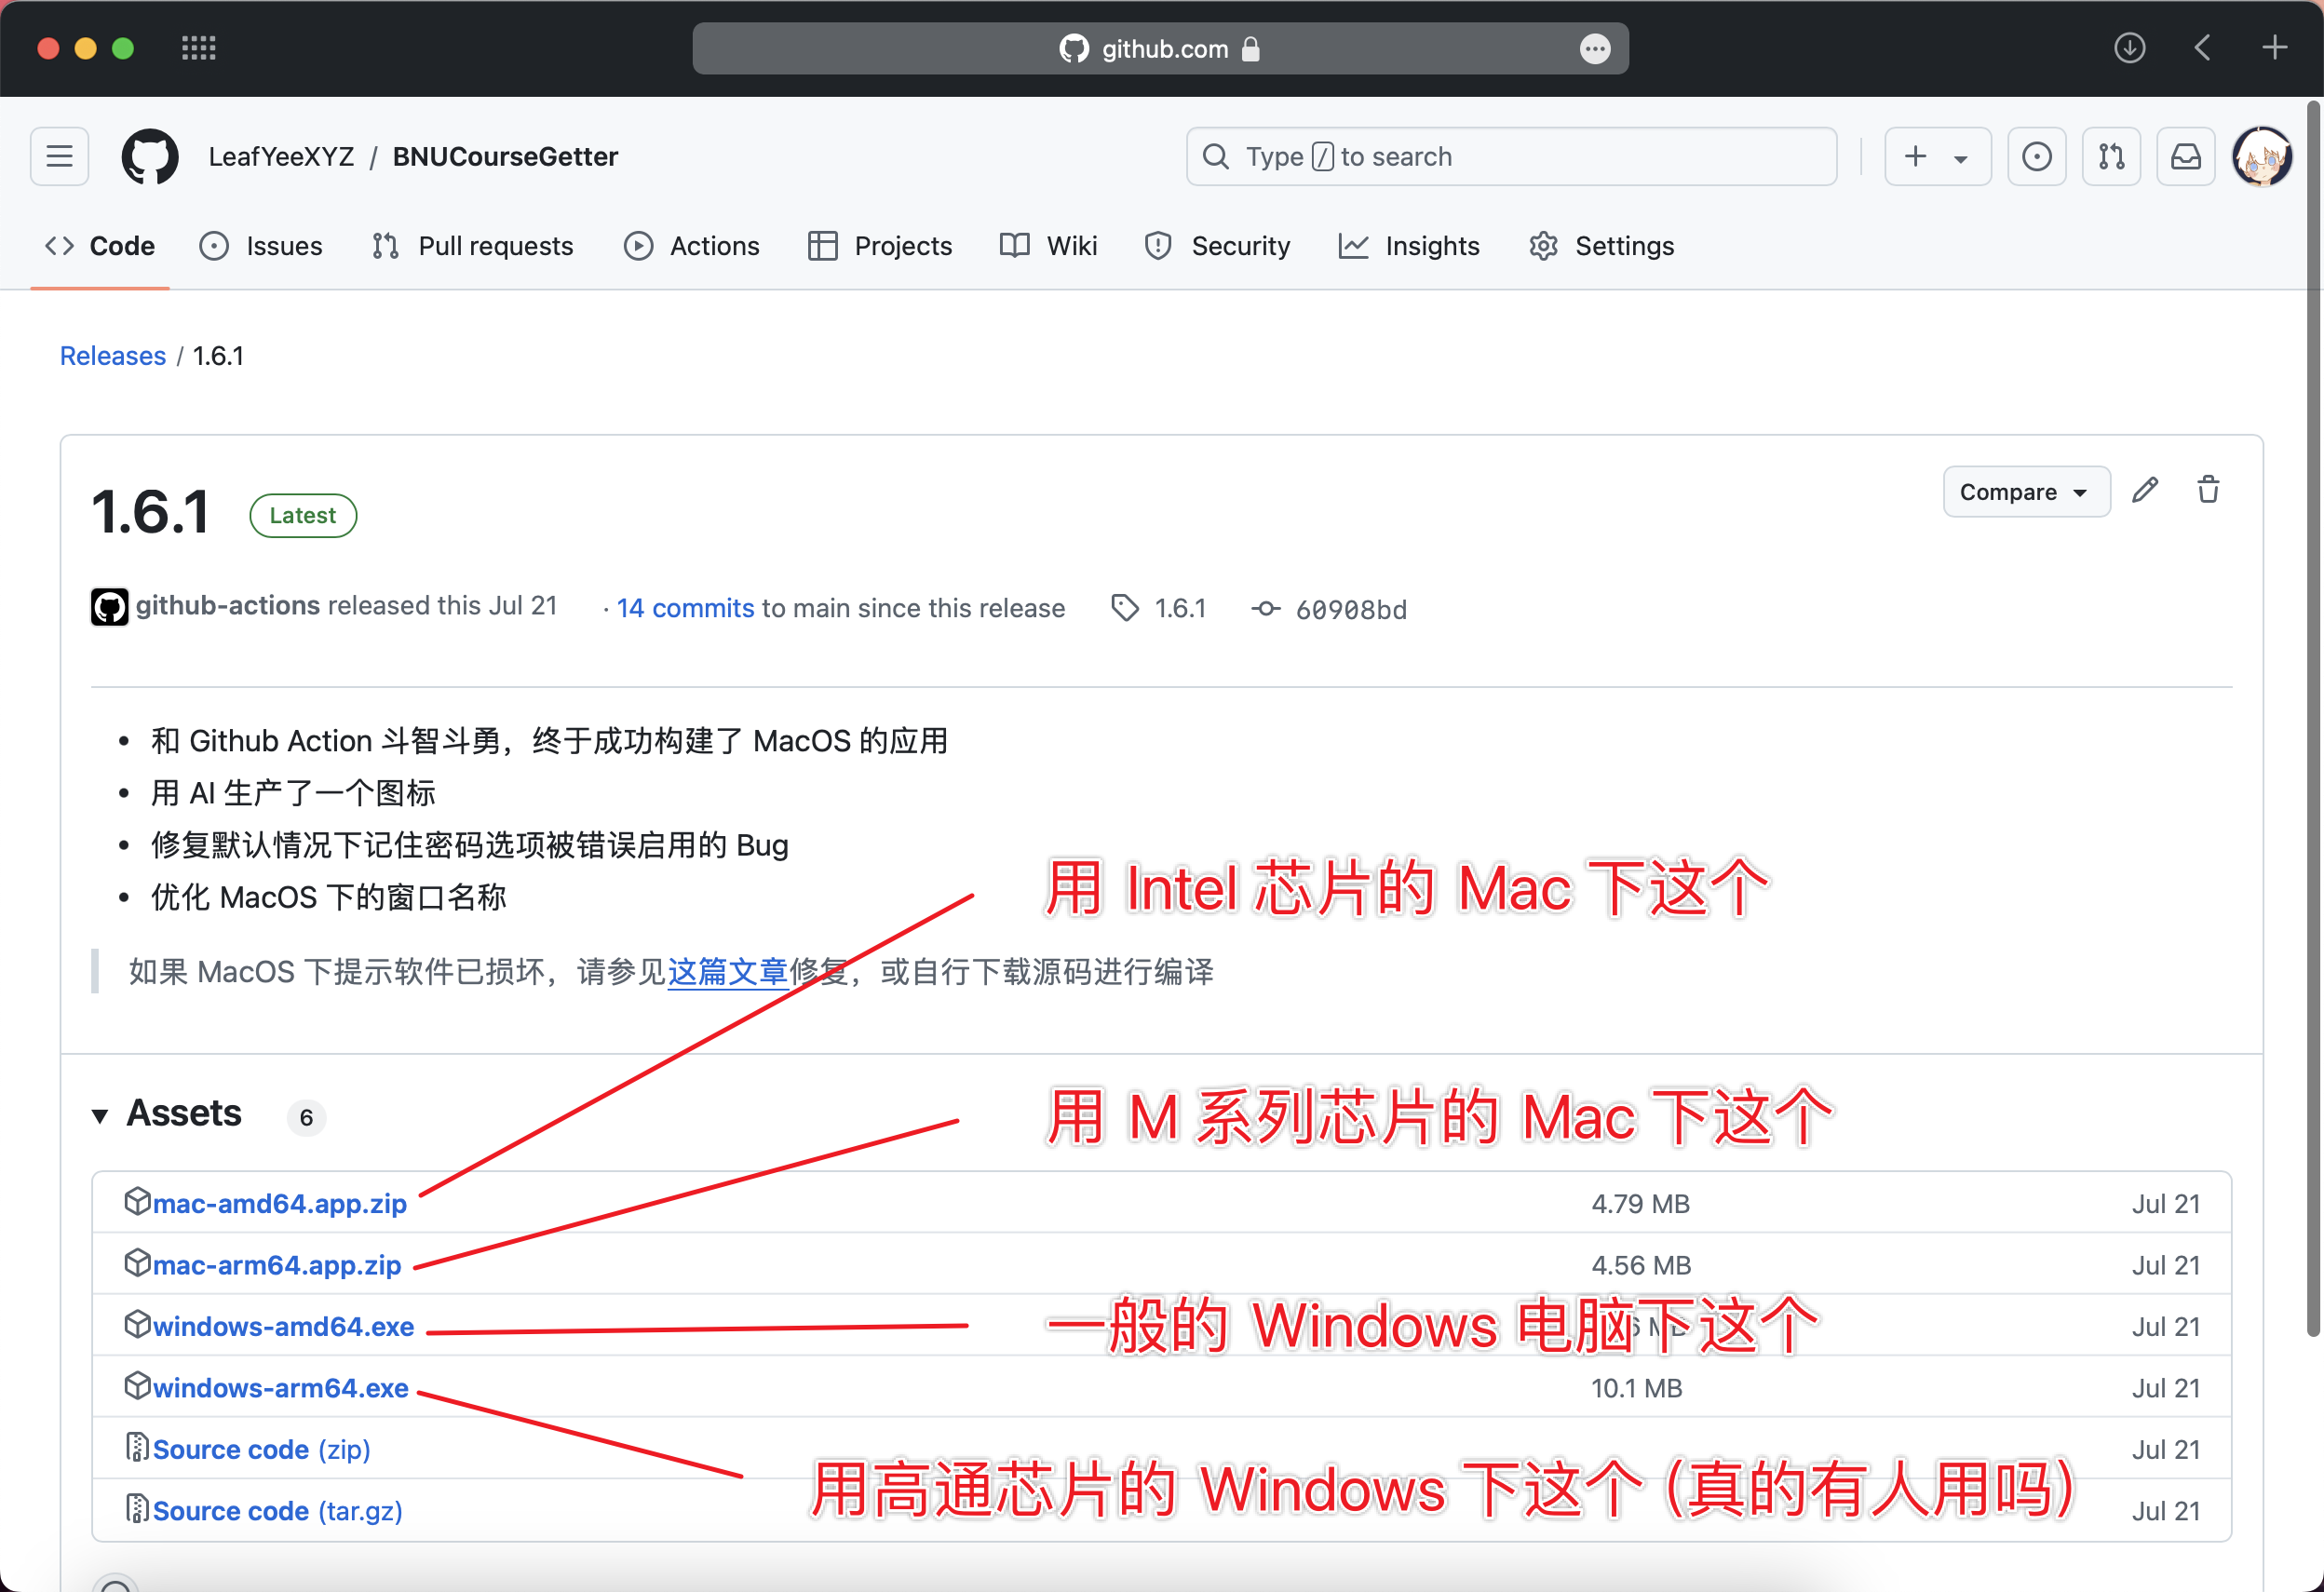 github.com
LeafYeeXYZ / BNUCourseGetter
Type / to search
Code
Issues
Pull requests
Actions
Projects
Wiki
Security
Insights
Settings
Releases / 1.6.1
1.6.1
Latest
Compare
github-actions released this Jul 21 · 14 commits to main since this release 1.6.1 60908bd
• 和 Github Action 斗智斗勇，终于成功构建了 MacOS 的应用
• 用 AI 生产了一个图标
• 修复默认情况下记住密码选项被错误启用的 Bug
• 优化 MacOS 下的窗口名称
用 Intel 芯片的 Mac 下这个
如果 MacOS 下提示软件已损坏，请参见这篇文章修复，或自行下载源码进行编译
Assets 6
用 M 系列芯片的 Mac 下这个
mac-amd64.app.zip 4.79 MB Jul 21
mac-arm64.app.zip 4.56 MB Jul 21
windows-amd64.exe MB Jul 21
一般的 Windows 电脑下这个
windows-arm64.exe 10.1 MB Jul 21
Source code (zip) Jul 21
用高通芯片的 Windows 下这个 (真的有人用吗)
Source code (tar.gz) Jul 21